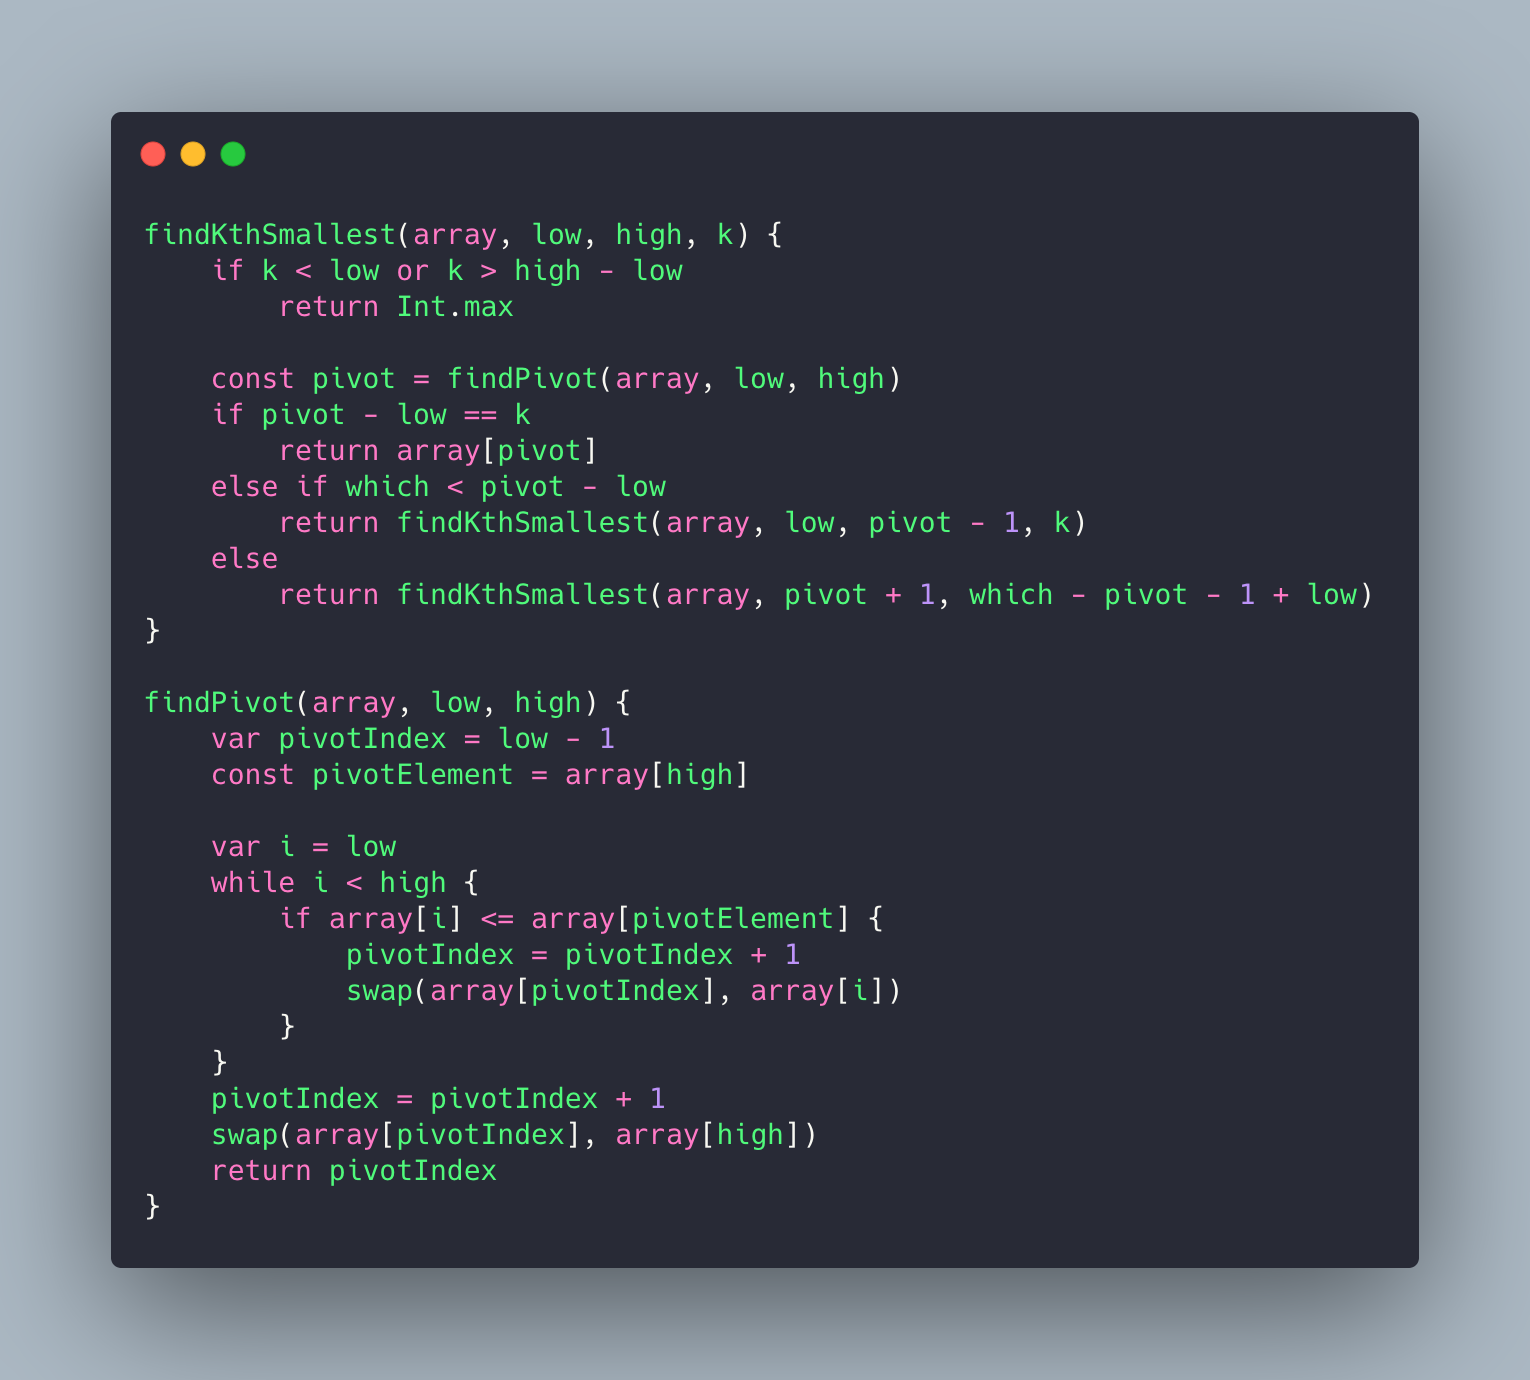 findKthSmallest(array, low, high, k) {
    if k < low or k > high - low
        return Int.max

    const pivot = findPivot(array, low, high)
    if pivot - low == k
        return array[pivot]
    else if which < pivot - low
        return findKthSmallest(array, low, pivot - 1, k)
    else
        return findKthSmallest(array, pivot + 1, which - pivot - 1 + low)
}

findPivot(array, low, high) {
    var pivotIndex = low - 1
    const pivotElement = array[high]

    var i = low
    while i < high {
        if array[i] <= array[pivotElement] {
            pivotIndex = pivotIndex + 1
            swap(array[pivotIndex], array[i])
        }
    }
    pivotIndex = pivotIndex + 1
    swap(array[pivotIndex], array[high])
    return pivotIndex
}